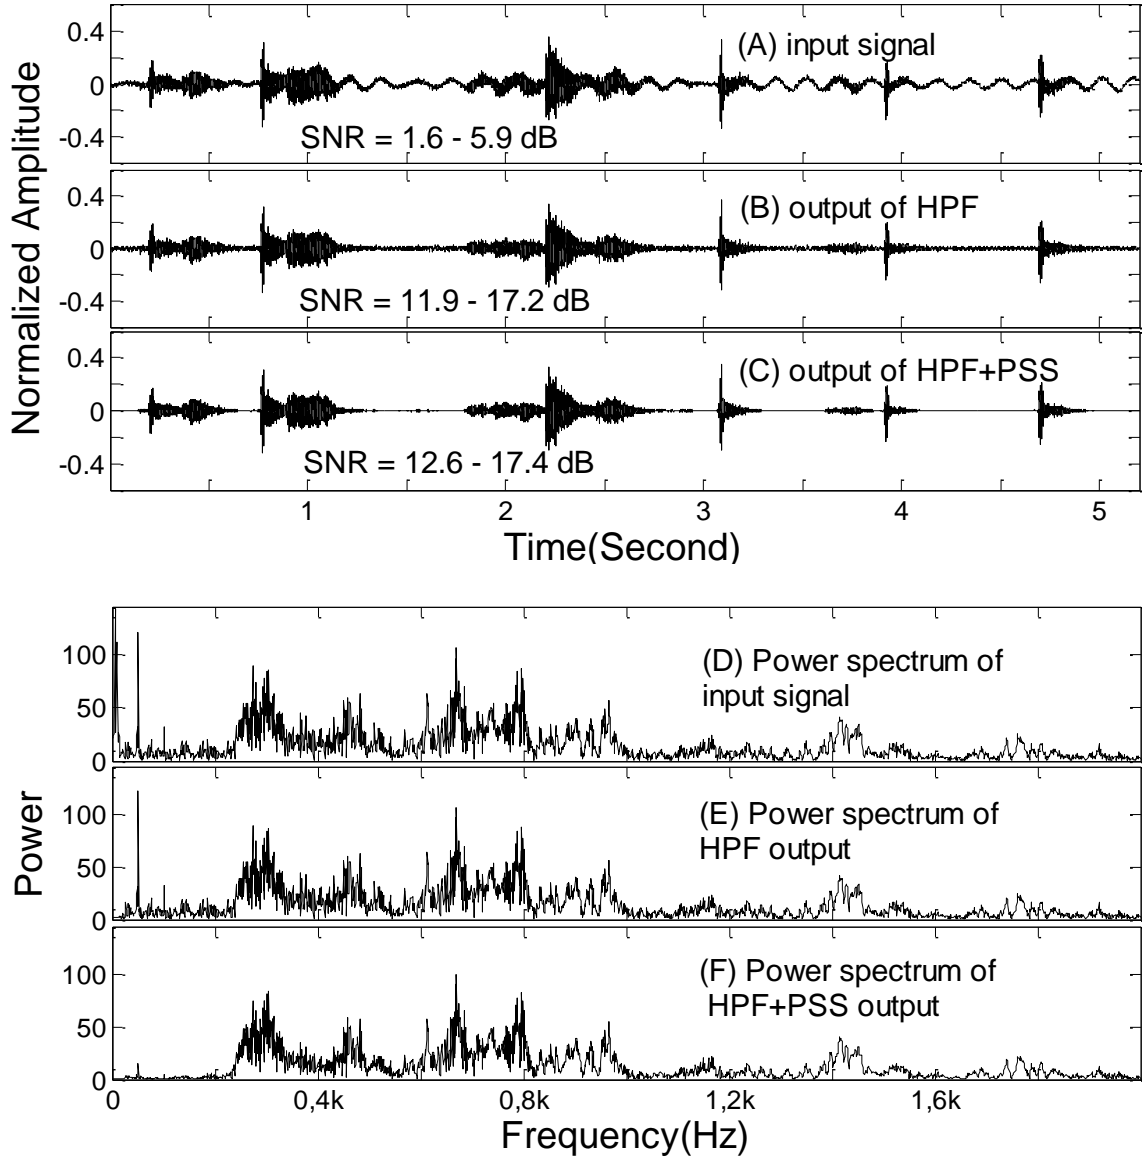 Normalized Amplitude
0.4
0
-0.4
(A) input signal
SNR = 1.6 - 5.9 dB
0.4
0
-0.4
(B) output of HPF
SNR = 11.9 - 17.2 dB
0.4
0
-0.4
(C) output of HPF+PSS
SNR = 12.6 - 17.4 dB
1
2
3
4
5
Time(Second)
Power
100
50
0
(D) Power spectrum of
input signal
100
50
0
(E) Power spectrum of
HPF output
100
50
0
(F) Power spectrum of
HPF+PSS output
0
0,4k
0,8k
1,2k
1,6k
Frequency(Hz)